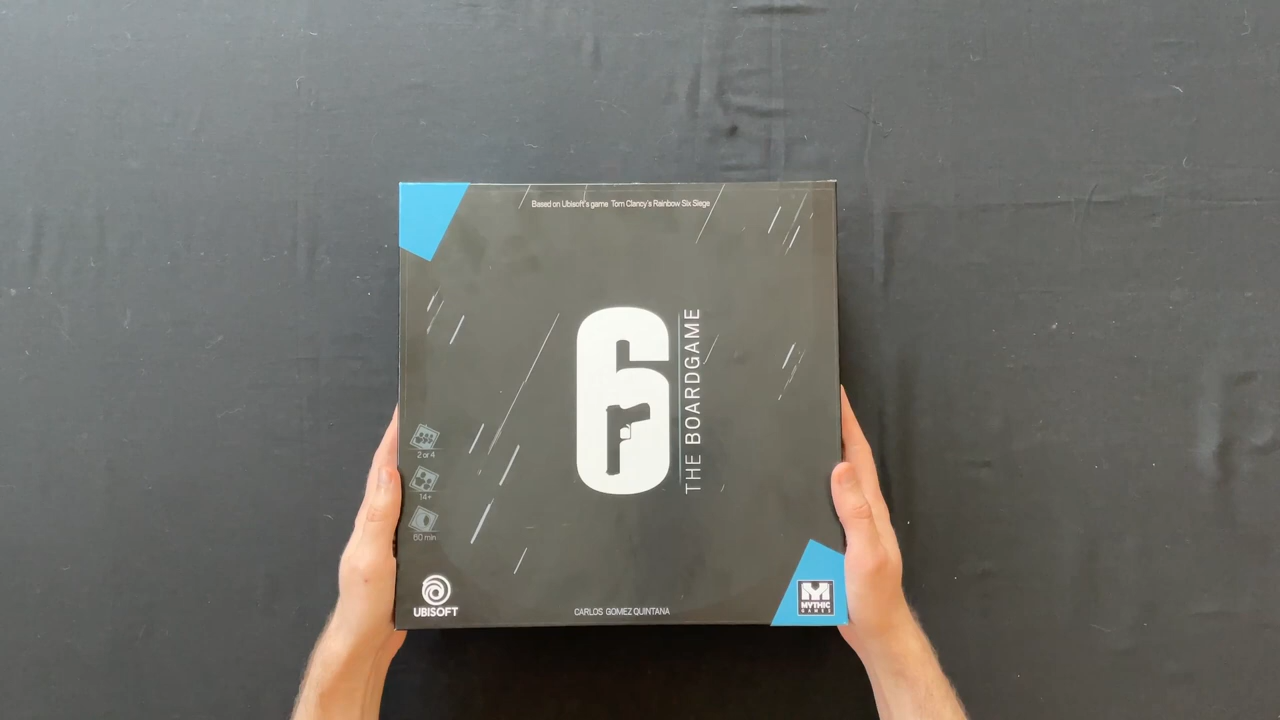 Based on Ubisoft's game Tom Clancy's Rainbow Six Siege
6
THE BOARDGAME
2 or 4
14+
60 min
UBISOFT
CARLOS GOMEZ QUINTANA
MYTHIC
GAMES